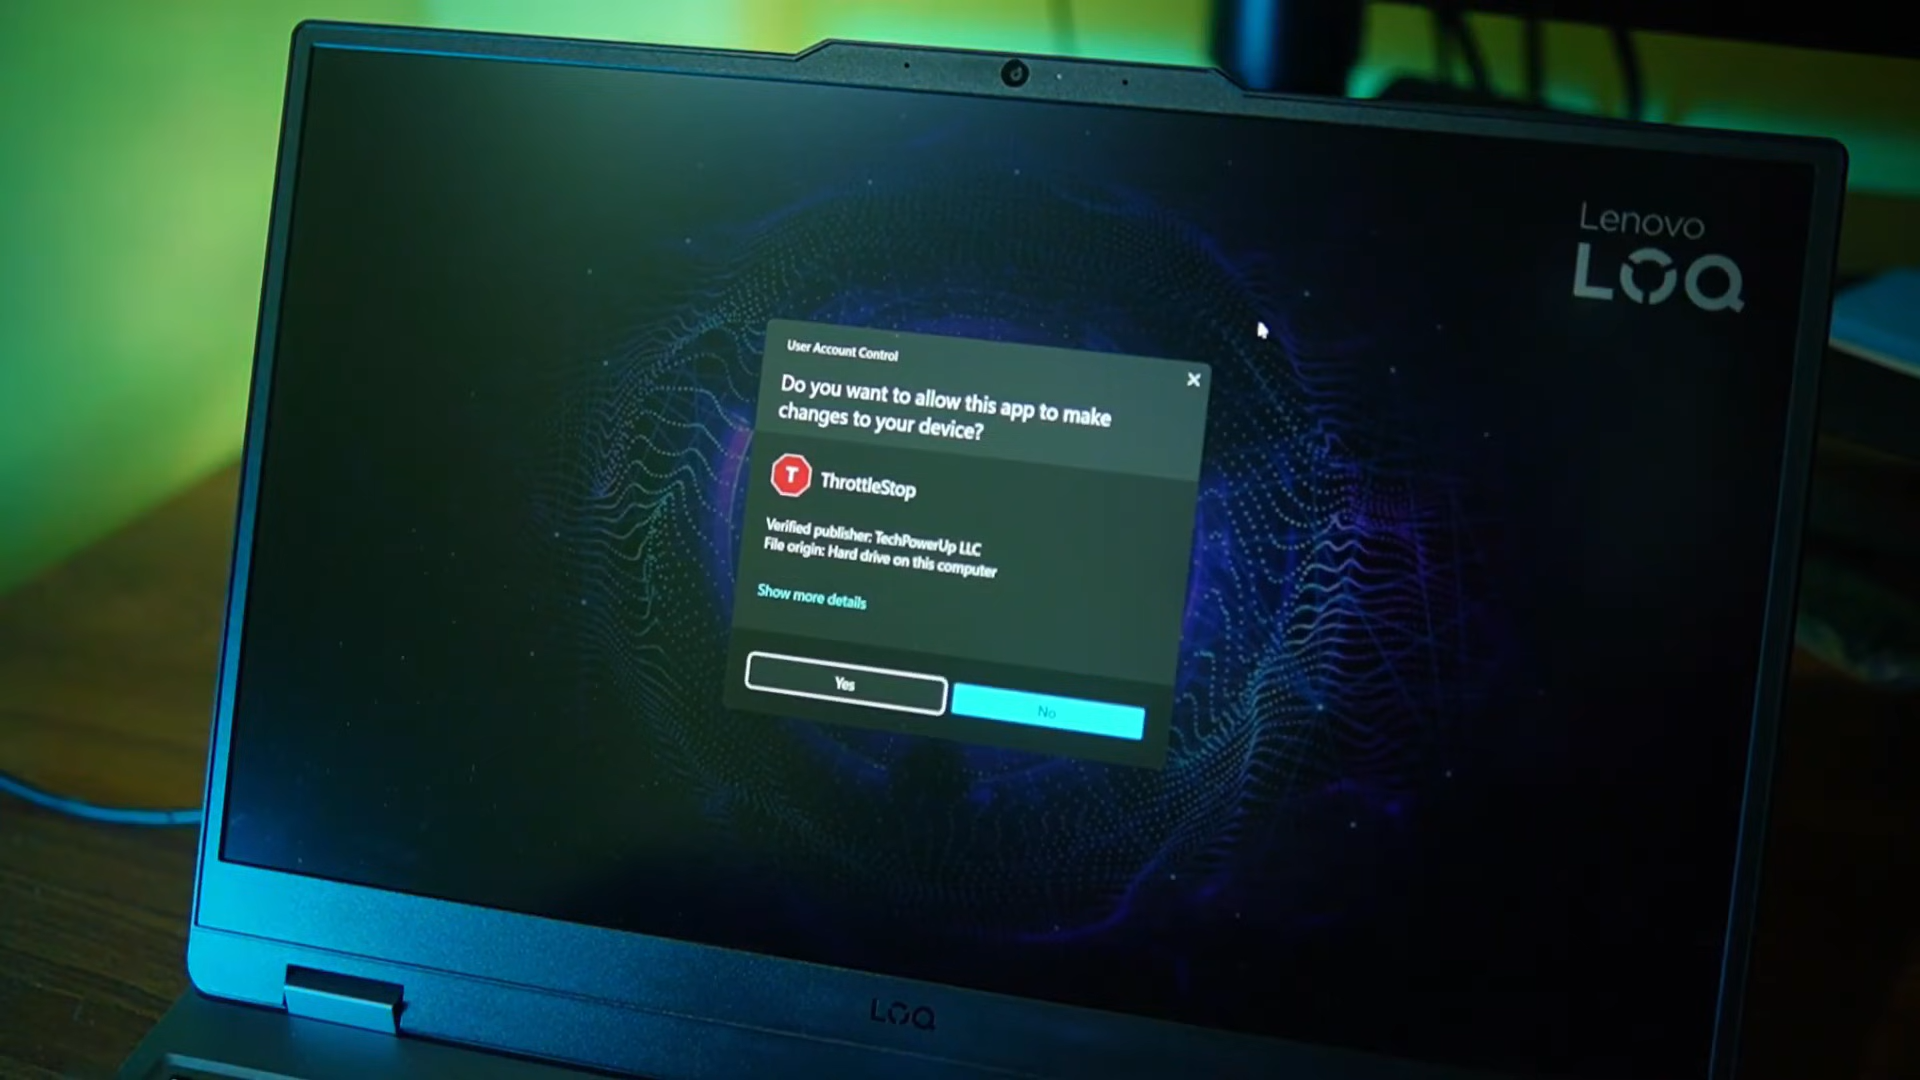 Lenovo
LOQ
User Account Control
Do you want to allow this app to make
changes to your device?
T
ThrottleStop
Verified publisher: TechPowerUp LLC
File origin: Hard drive on this computer
Show more details
Yes
No
LOQ